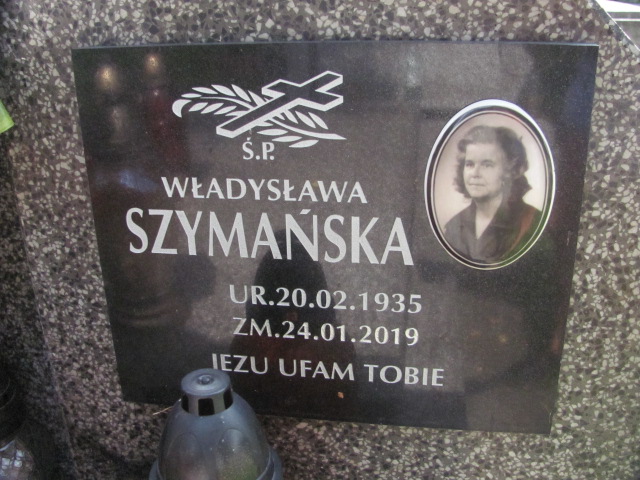 Ś.P.
WŁADYSŁAWA
SZYMAŃSKA
UR.20.02.1935
ZM.24.01.2019
JEZU UFAM TOBIE